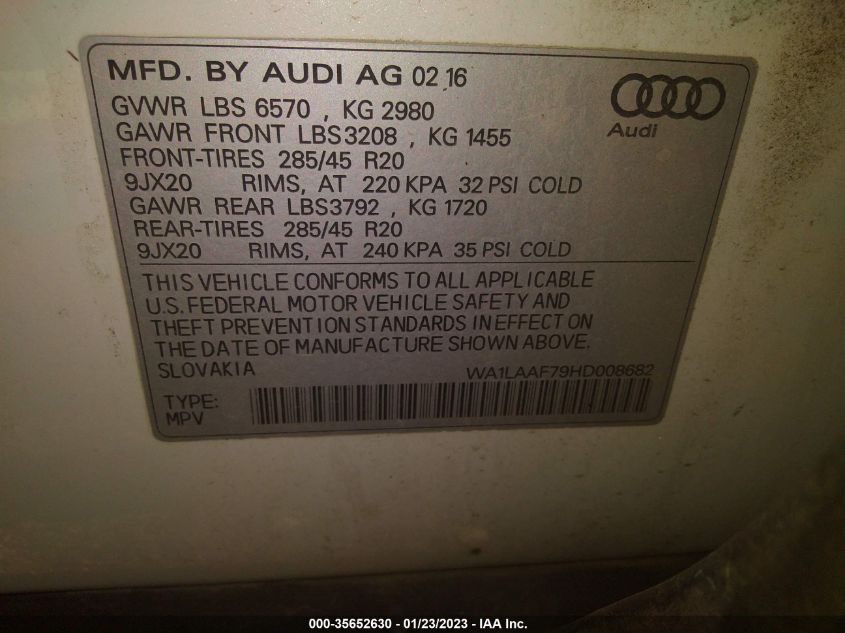 MFD. BY AUDI AG 02 16
GVWR LBS 6570 , KG 2980
GAWR FRONT LBS3208 , KG 1455
FRONT-TIRES 285/45 R20
9JX20 RIMS, AT 220 KPA 32 PSI COLD
GAWR REAR LBS3792 , KG 1720
REAR-TIRES 285/45 R20
9JX20 RIMS, AT 240 KPA 35 PSI COLD
Audi
THIS VEHICLE CONFORMS TO ALL APPLICABLE
U.S. FEDERAL MOTOR VEHICLE SAFETY AND
THEFT PREVENTION STANDARDS IN EFFECT ON
THE DATE OF MANUFACTURE SHOWN ABOVE.
SLOVAKIA WA1LAAF79HD008682
TYPE:
MPV
000-35652630 - 01/23/2023 - IAA Inc.